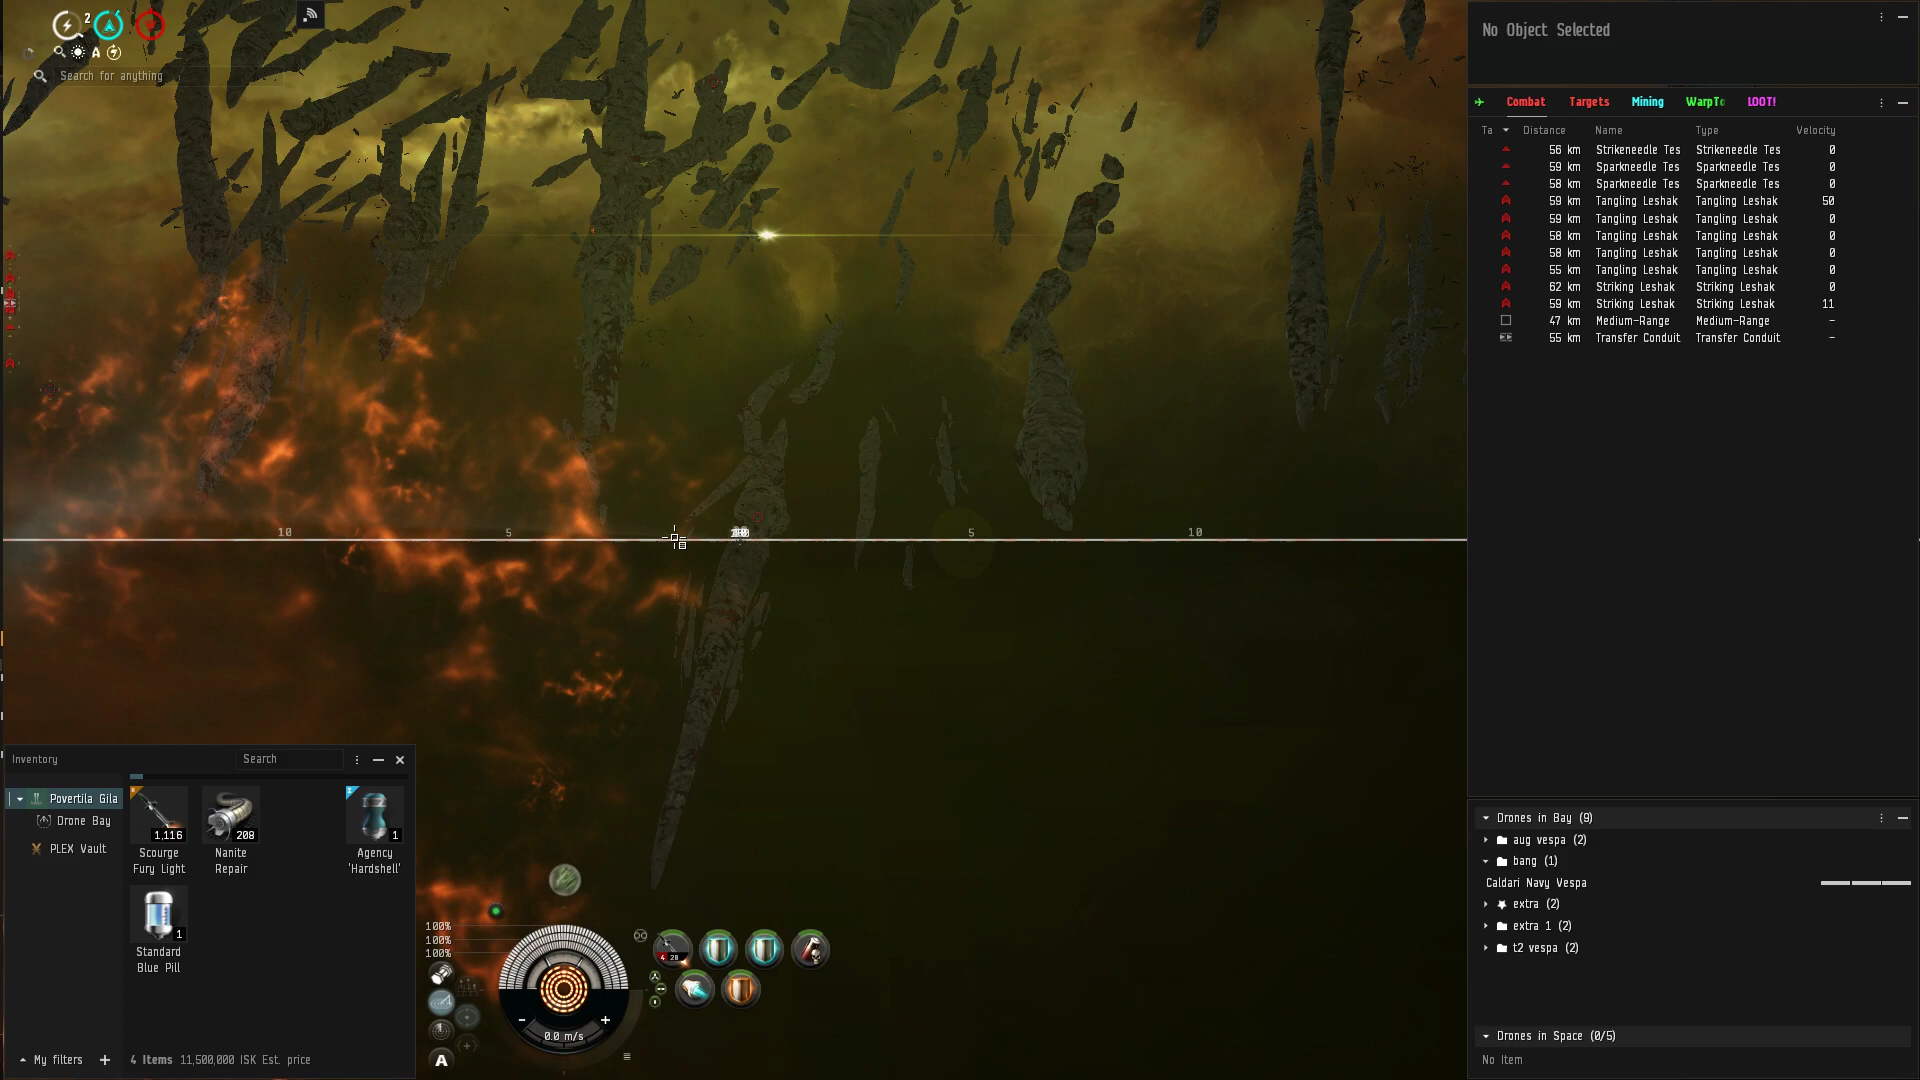 2
A
Search for anything
No Object Selected
Combat Targets Mining WarpTo LOOT!
Ta Distance Name Type Velocity
56 km Strikeneedle Tes Strikeneedle Tes 0
59 km Sparkneedle Tes Sparkneedle Tes 0
58 km Sparkneedle Tes Sparkneedle Tes 0
59 km Tangling Leshak Tangling Leshak 50
59 km Tangling Leshak Tangling Leshak 0
58 km Tangling Leshak Tangling Leshak 0
58 km Tangling Leshak Tangling Leshak 0
55 km Tangling Leshak Tangling Leshak 0
62 km Striking Leshak Striking Leshak 0
59 km Striking Leshak Striking Leshak 11
47 km Medium-Range Medium-Range -
55 km Transfer Conduit Transfer Conduit -
10 5 5 10
Inventory Search
Povertila Gila
Drone Bay
PLEX Vault
1,116
Scourge
Fury Light
208
Nanite
Repair
1
Agency
'Hardshell'
1
Standard
Blue Pill
My filters + 4 Items 11,500,000 ISK Est. price
100%
100%
100%
A
- +
0.0 m/s
4 28
Drones in Bay (9)
aug vespa (2)
bang (1)
Caldari Navy Vespa
extra (2)
extra 1 (2)
t2 vespa (2)
Drones in Space (0/5)
No Item